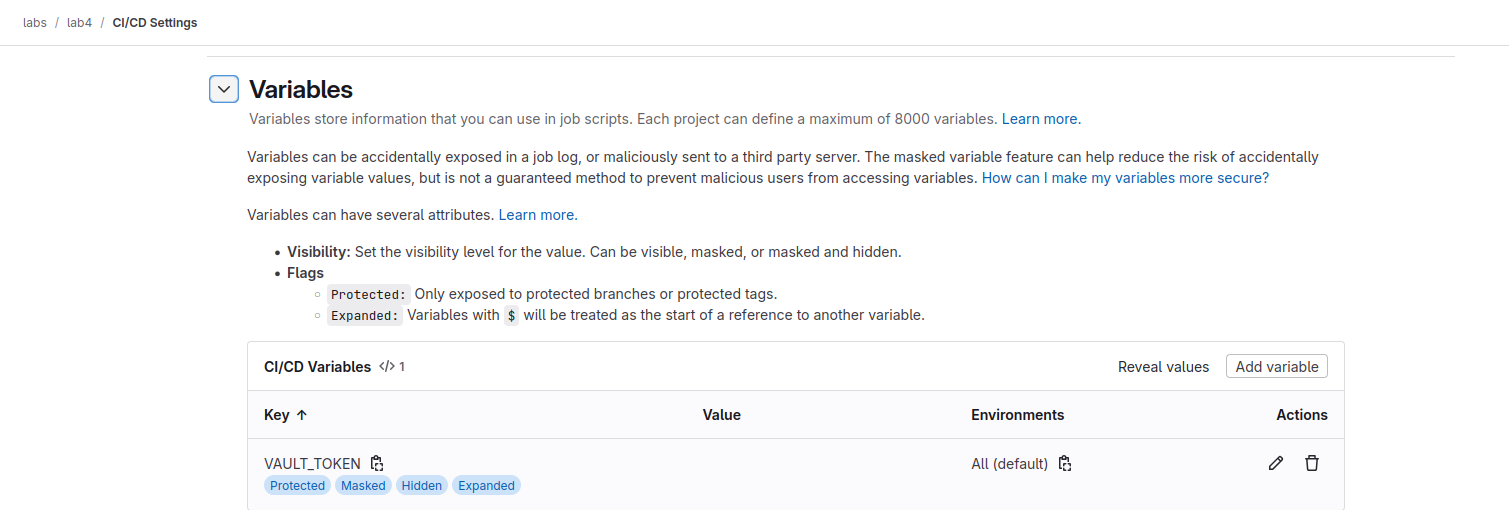 labs / lab4 / CI/CD Settings
Variables
Variables store information that you can use in job scripts. Each project can define a maximum of 8000 variables. Learn more.
Variables can be accidentally exposed in a job log, or maliciously sent to a third party server. The masked variable feature can help reduce the risk of accidentally
exposing variable values, but is not a guaranteed method to prevent malicious users from accessing variables. How can I make my variables more secure?
Variables can have several attributes. Learn more.
• Visibility: Set the visibility level for the value. Can be visible, masked, or masked and hidden.
• Flags
○ Protected: Only exposed to protected branches or protected tags.
○ Expanded: Variables with $ will be treated as the start of a reference to another variable.
CI/CD Variables </> 1 Reveal values Add variable
Key ↑ Value Environments Actions
VAULT_TOKEN All (default)
Protected Masked Hidden Expanded